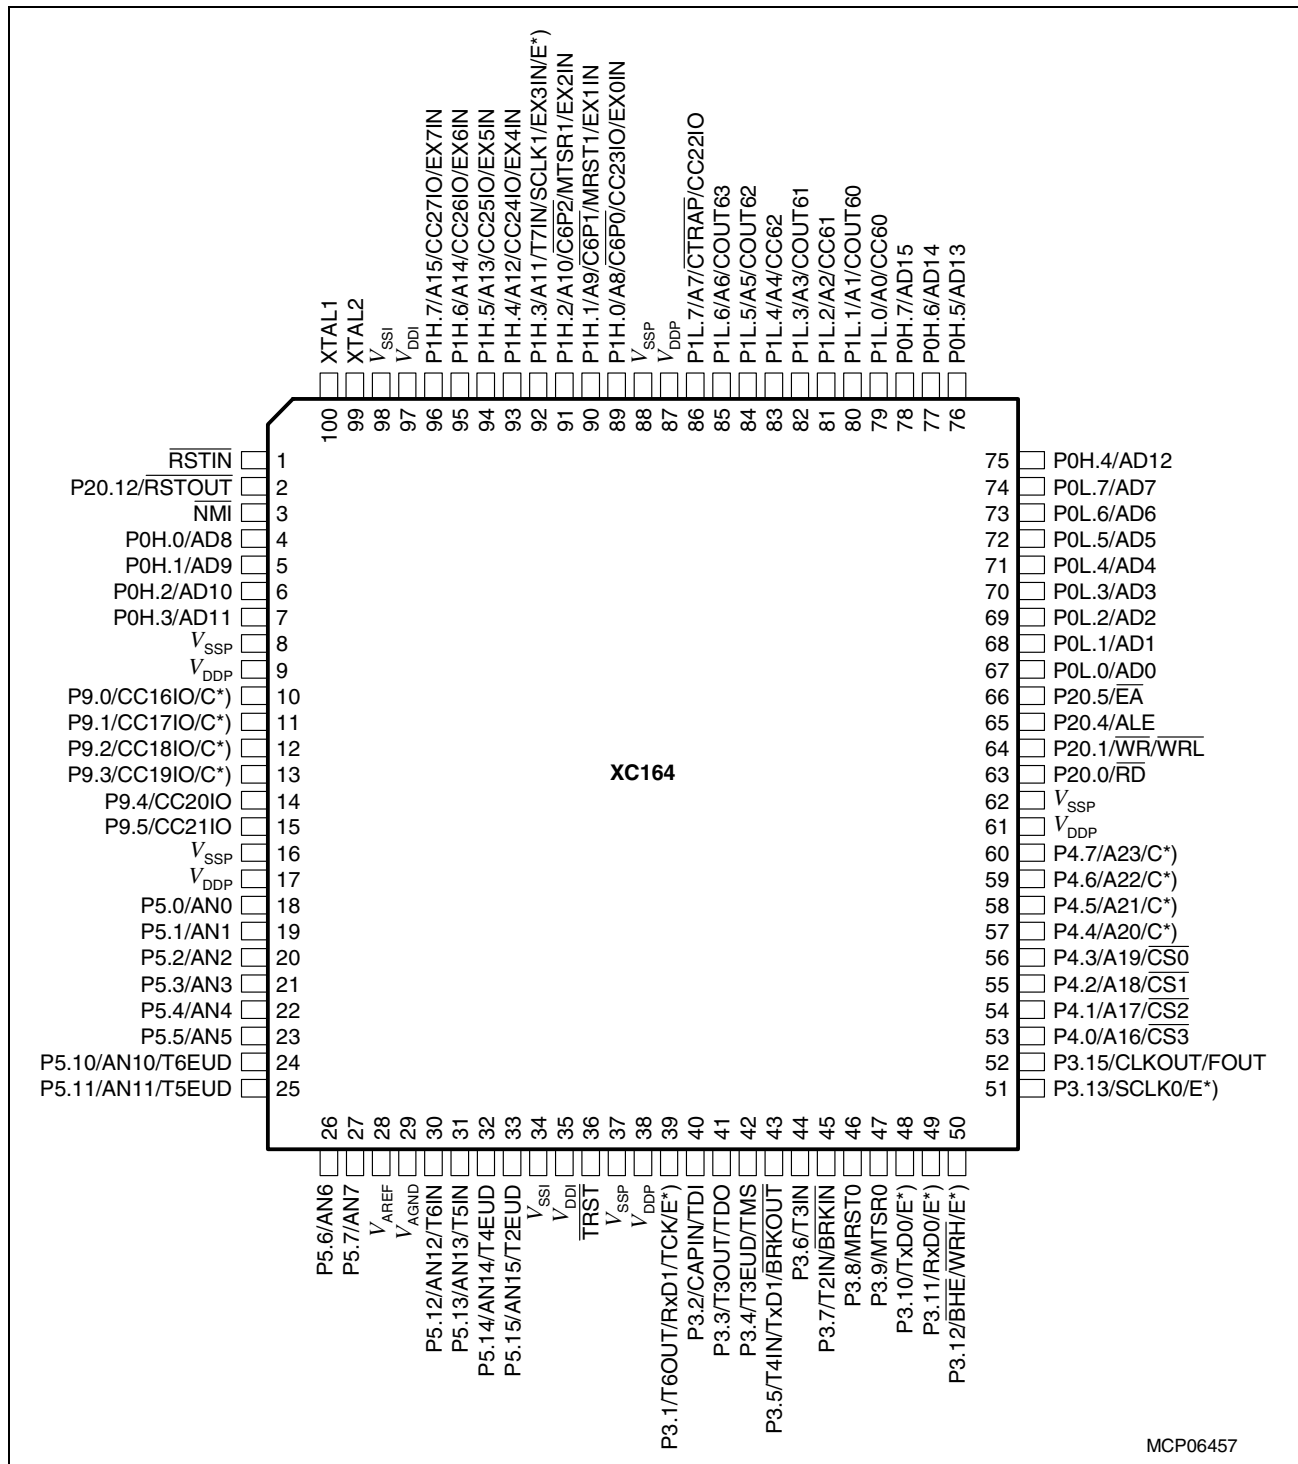 XTAL1
XTAL2
VSSI
VDDI
P1H.7/A15/CC27IO/EX7IN
P1H.6/A14/CC26IO/EX6IN
P1H.5/A13/CC25IO/EX5IN
P1H.4/A12/CC24IO/EX4IN
P1H.3/A11/T7IN/SCLK1/EX3IN/E*)
P1H.2/A10/C6P2/MTSR1/EX2IN
P1H.1/A9/C6P1/MRST1/EX1IN
P1H.0/A8/C6P0/CC23IO/EX0IN
VSSP
VDDP
P1L.7/A7/CTRAP/CC22IO
P1L.6/A6/COUT63
P1L.5/A5/COUT62
P1L.4/A4/CC62
P1L.3/A3/COUT61
P1L.2/A2/CC61
P1L.1/A1/COUT60
P1L.0/A0/CC60
P0H.7/AD15
P0H.6/AD14
P0H.5/AD13
100 99 98 97 96 95 94 93 92 91 90 89 88 87 86 85 84 83 82 81 80 79 78 77 76
RSTIN 1
P20.12/RSTOUT 2
NMI 3
P0H.0/AD8 4
P0H.1/AD9 5
P0H.2/AD10 6
P0H.3/AD11 7
VSSP 8
VDDP 9
P9.0/CC16IO/C*) 10
P9.1/CC17IO/C*) 11
P9.2/CC18IO/C*) 12
P9.3/CC19IO/C*) 13
P9.4/CC20IO 14
P9.5/CC21IO 15
VSSP 16
VDDP 17
P5.0/AN0 18
P5.1/AN1 19
P5.2/AN2 20
P5.3/AN3 21
P5.4/AN4 22
P5.5/AN5 23
P5.10/AN10/T6EUD 24
P5.11/AN11/T5EUD 25
XC164
75 P0H.4/AD12
74 P0L.7/AD7
73 P0L.6/AD6
72 P0L.5/AD5
71 P0L.4/AD4
70 P0L.3/AD3
69 P0L.2/AD2
68 P0L.1/AD1
67 P0L.0/AD0
66 P20.5/EA
65 P20.4/ALE
64 P20.1/WR/WRL
63 P20.0/RD
62 VSSP
61 VDDP
60 P4.7/A23/C*)
59 P4.6/A22/C*)
58 P4.5/A21/C*)
57 P4.4/A20/C*)
56 P4.3/A19/CS0
55 P4.2/A18/CS1
54 P4.1/A17/CS2
53 P4.0/A16/CS3
52 P3.15/CLKOUT/FOUT
51 P3.13/SCLK0/E*)
26 27 28 29 30 31 32 33 34 35 36 37 38 39 40 41 42 43 44 45 46 47 48 49 50
P5.6/AN6
P5.7/AN7
VAREF
VAGND
P5.12/AN12/T6IN
P5.13/AN13/T5IN
P5.14/AN14/T4EUD
P5.15/AN15/T2EUD
VSSI
VDDI
TRST
VSSP
VDDP
P3.1/T6OUT/RxD1/TCK/E*)
P3.2/CAPIN/TDI
P3.3/T3OUT/TDO
P3.4/T3EUD/TMS
P3.5/T4IN/TxD1/BRKOUT
P3.6/T3IN
P3.7/T2IN/BRKIN
P3.8/MRST0
P3.9/MTSR0
P3.10/TxD0/E*)
P3.11/RxD0/E*)
P3.12/BHE/WRH/E*)
MCP06457